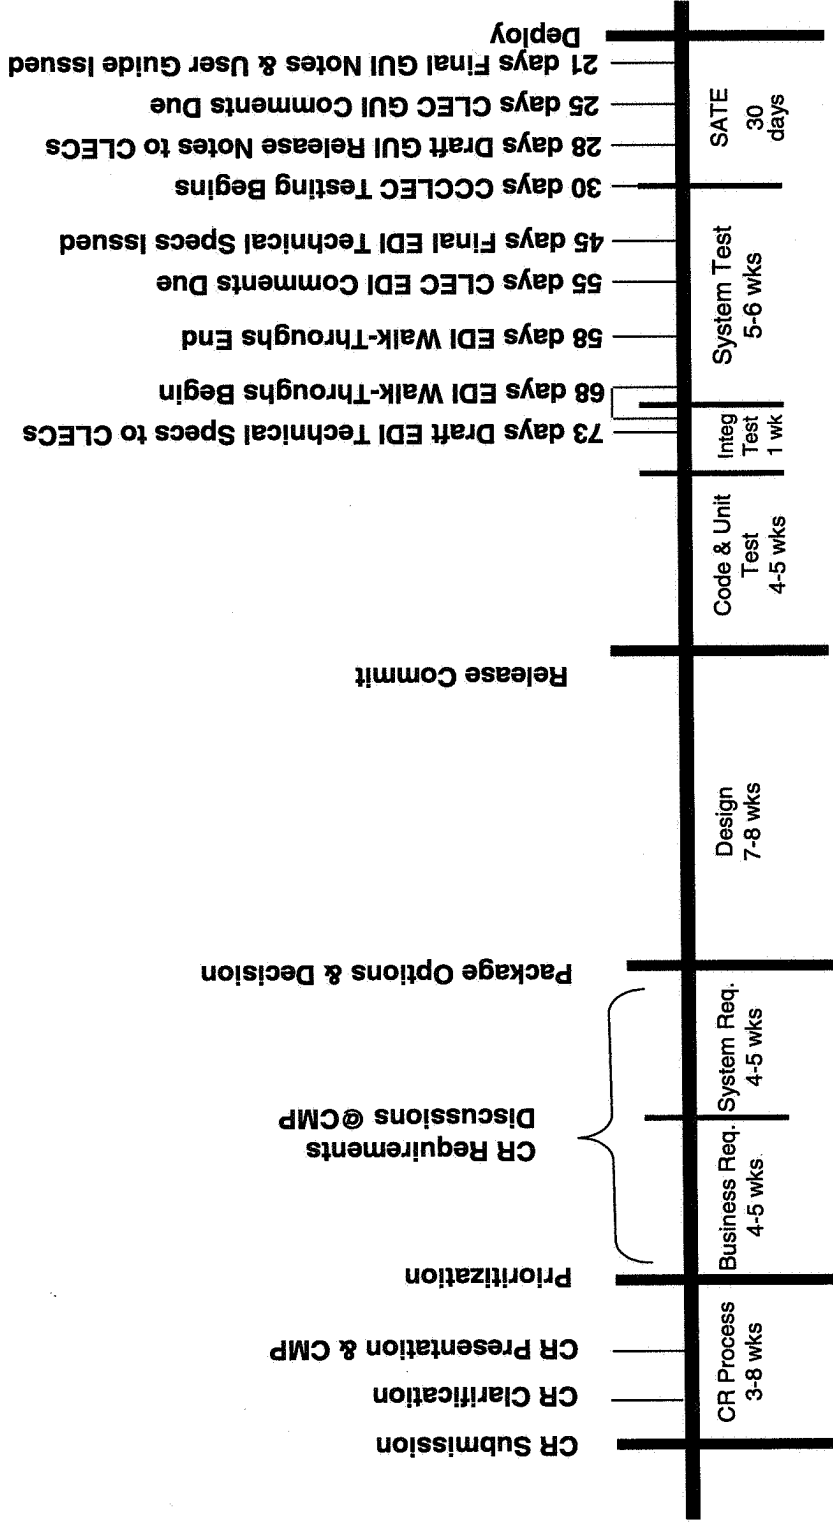 CR Submission
CR Clarification
CR Presentation & CMP
Prioritization
CR Requirements
Discussions @CMP
Package Options & Decision
Release Commit
73 days Draft EDI Technical Specs to CLECs
68 days EDI Walk-Throughs Begin
58 days EDI Walk-Throughs End
55 days CLEC EDI Comments Due
45 days Final EDI Technical Specs Issued
30 days CCCLEC Testing Begins
28 days Draft GUI Release Notes to CLECs
25 days CLEC GUI Comments Due
21 days Final GUI Notes & User Guide Issued
Deploy
CR Process
3-8 wks
Business Req.
4-5 wks
System Req.
4-5 wks
Design
7-8 wks
Code & Unit
Test
4-5 wks
Integ
Test
1 wk
System Test
5-6 wks
SATE
30
days